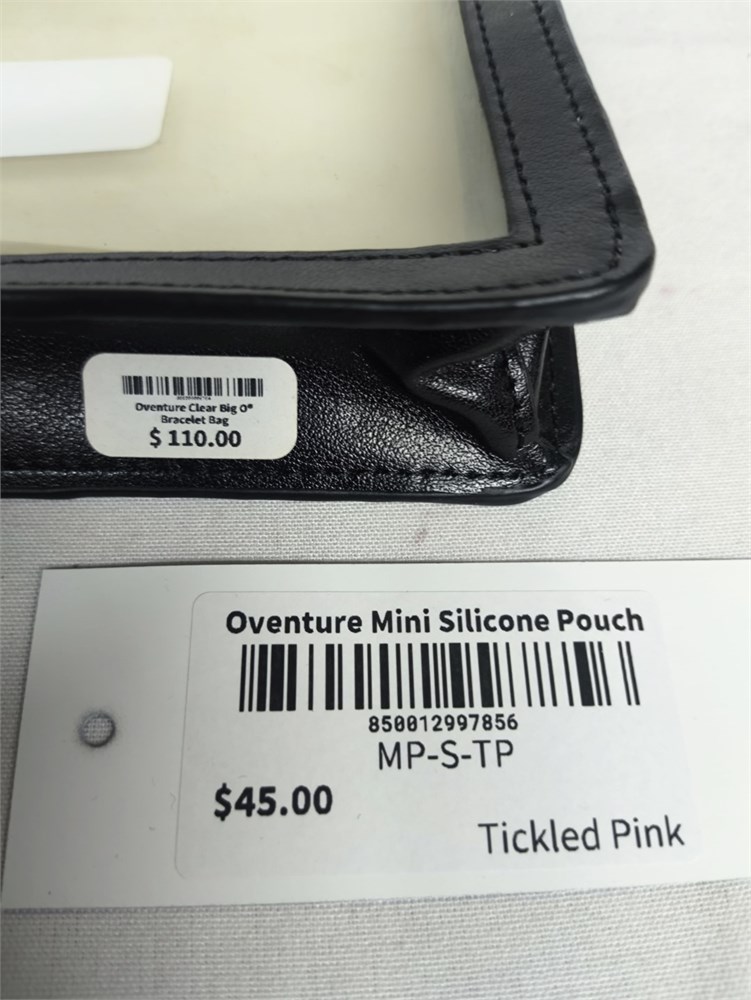 Oventure Clear Big O®
Bracelet Bag
$ 110.00
Oventure Mini Silicone Pouch
850012997856
MP-S-TP
$45.00
Tickled Pink